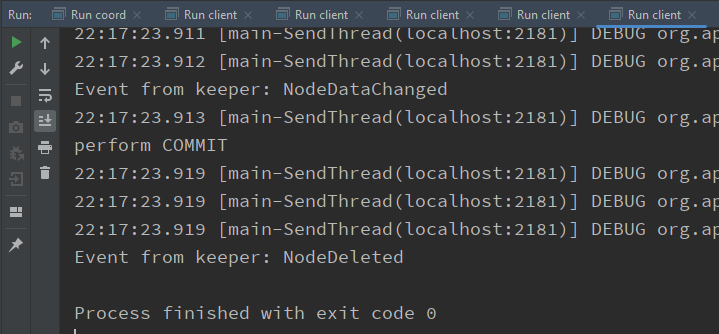 Run: Run coord Run client Run client Run client Run client Run client
22:17:23.911 [main-SendThread(localhost:2181)] DEBUG org.ap
22:17:23.912 [main-SendThread(localhost:2181)] DEBUG org.ap
Event from keeper: NodeDataChanged
22:17:23.913 [main-SendThread(localhost:2181)] DEBUG org.ap
perform COMMIT
22:17:23.919 [main-SendThread(localhost:2181)] DEBUG org.ap
22:17:23.919 [main-SendThread(localhost:2181)] DEBUG org.ap
22:17:23.919 [main-SendThread(localhost:2181)] DEBUG org.ap
Event from keeper: NodeDeleted
Process finished with exit code 0